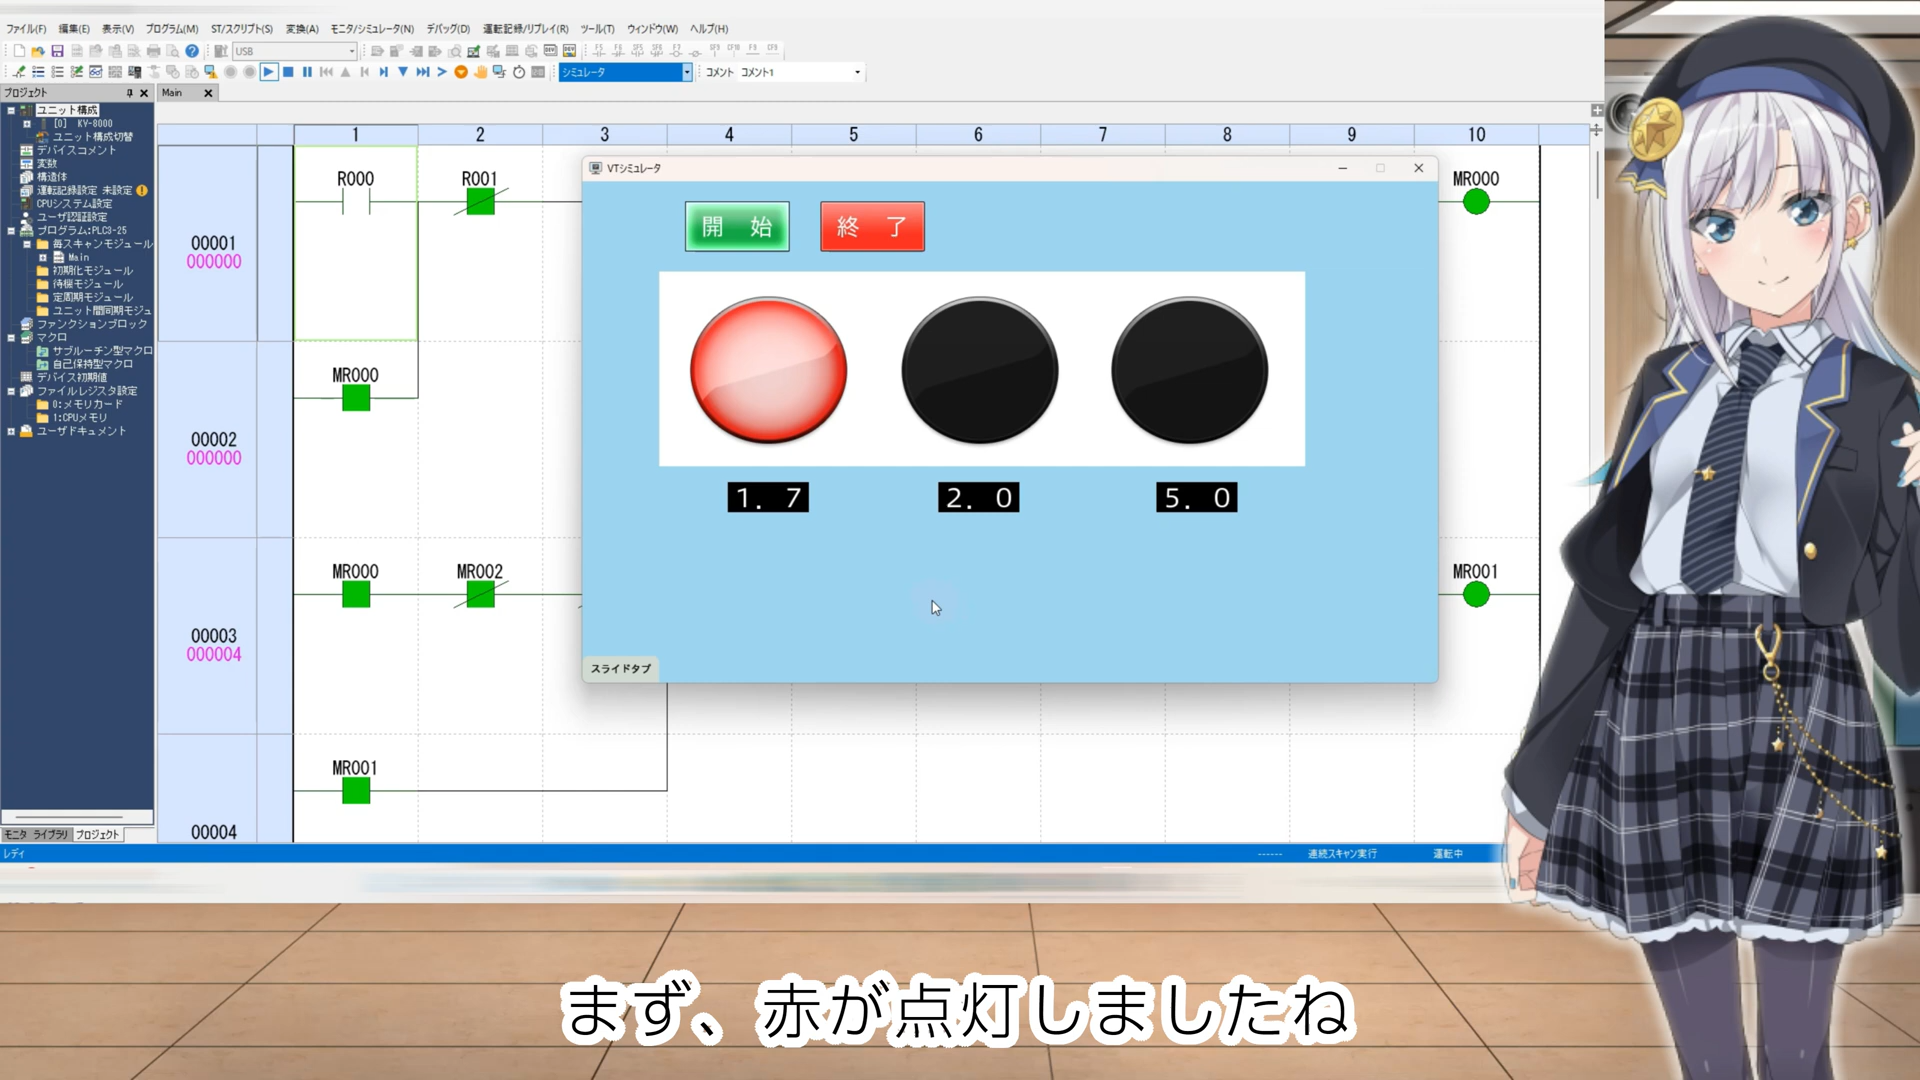 ファイル(F) 編集(E) 表示(V) プログラム(M) ST/スクリプト(S) 変換(A) モニタ/シミュレータ(N) デバッグ(D) 運転記録/リプレイ(R) ツール(T) ウィンドウ(W) ヘルプ(H)
USB
シミュレータ コメント コメント1
プロジェクト
Main
ユニット構成
[0] KV-8000
ユニット構成切替
デバイスコメント
変数
構造体
運転記録設定 未設定
CPUシステム設定
ユーザ認証設定
プログラム:PLC3-25
毎スキャンモジュール
Main
初期化モジュール
待機モジュール
定周期モジュール
ユニット間同期モジュ
ファンクションブロック
マクロ
サブルーチン型マクロ
自己保持型マクロ
デバイス初期値
ファイルレジスタ設定
0:メモリカード
1:CPUメモリ
ユーザドキュメント
モニタ ライブラリ プロジェクト
レディ
1 2 3 4 5 6 7 8 9 10
00001
000000
R000 R001 MR000
00002
000000
MR000
00003
000004
MR000 MR002 MR001
00004
MR001
VTシミュレータ
開 始
終 了
1. 7
2. 0
5. 0
スライドタブ
------ 連続スキャン実行 運転中
まず、赤が点灯しましたね